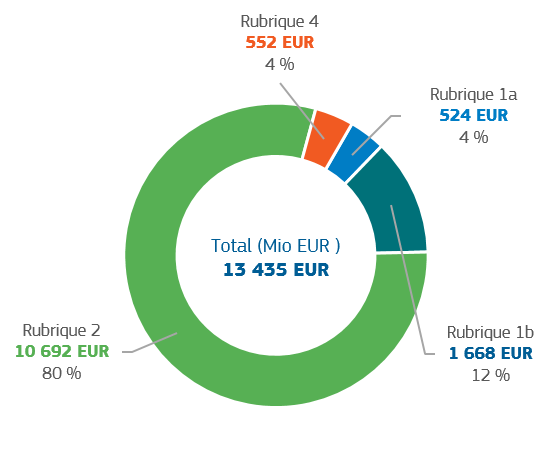 Rubrique 4
552 EUR
4 %
Rubrique 1a
524 EUR
4 %
Total (Mio EUR )
13 435 EUR
Rubrique 2
10 692 EUR
80 %
Rubrique 1b
1 668 EUR
12 %